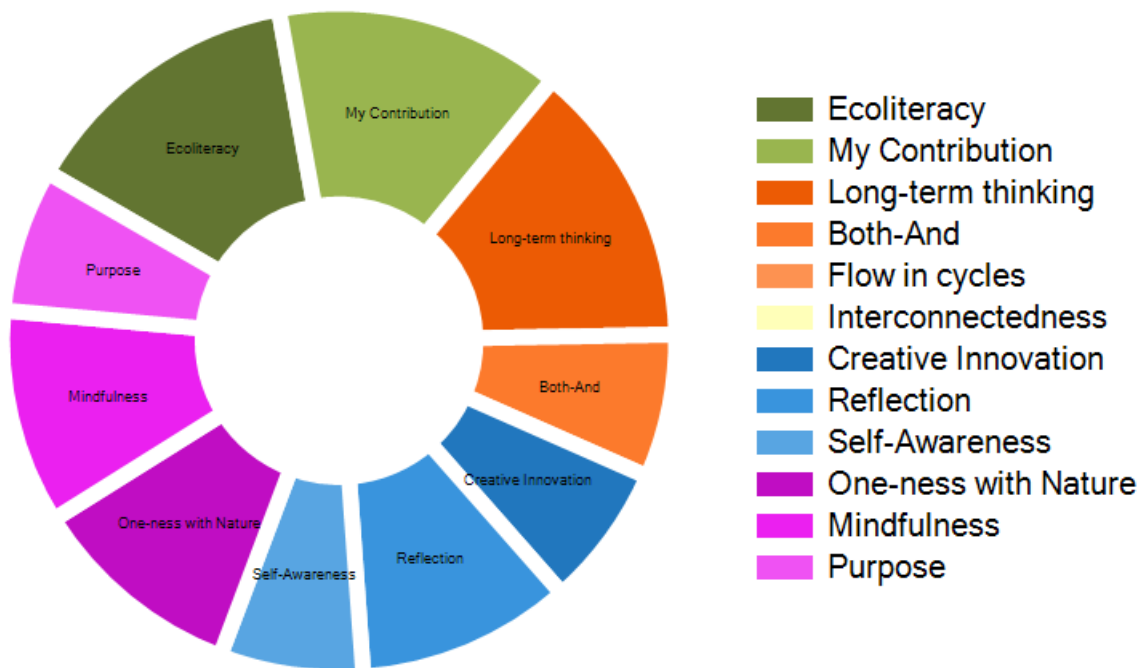 My Contribution
Ecoliteracy
Long-term thinking
Purpose
Both-And
Mindfulness
Creative Innovation
One-ness with Nature
Reflection
Self-Awareness
Ecoliteracy
My Contribution
Long-term thinking
Both-And
Flow in cycles
Interconnectedness
Creative Innovation
Reflection
Self-Awareness
One-ness with Nature
Mindfulness
Purpose